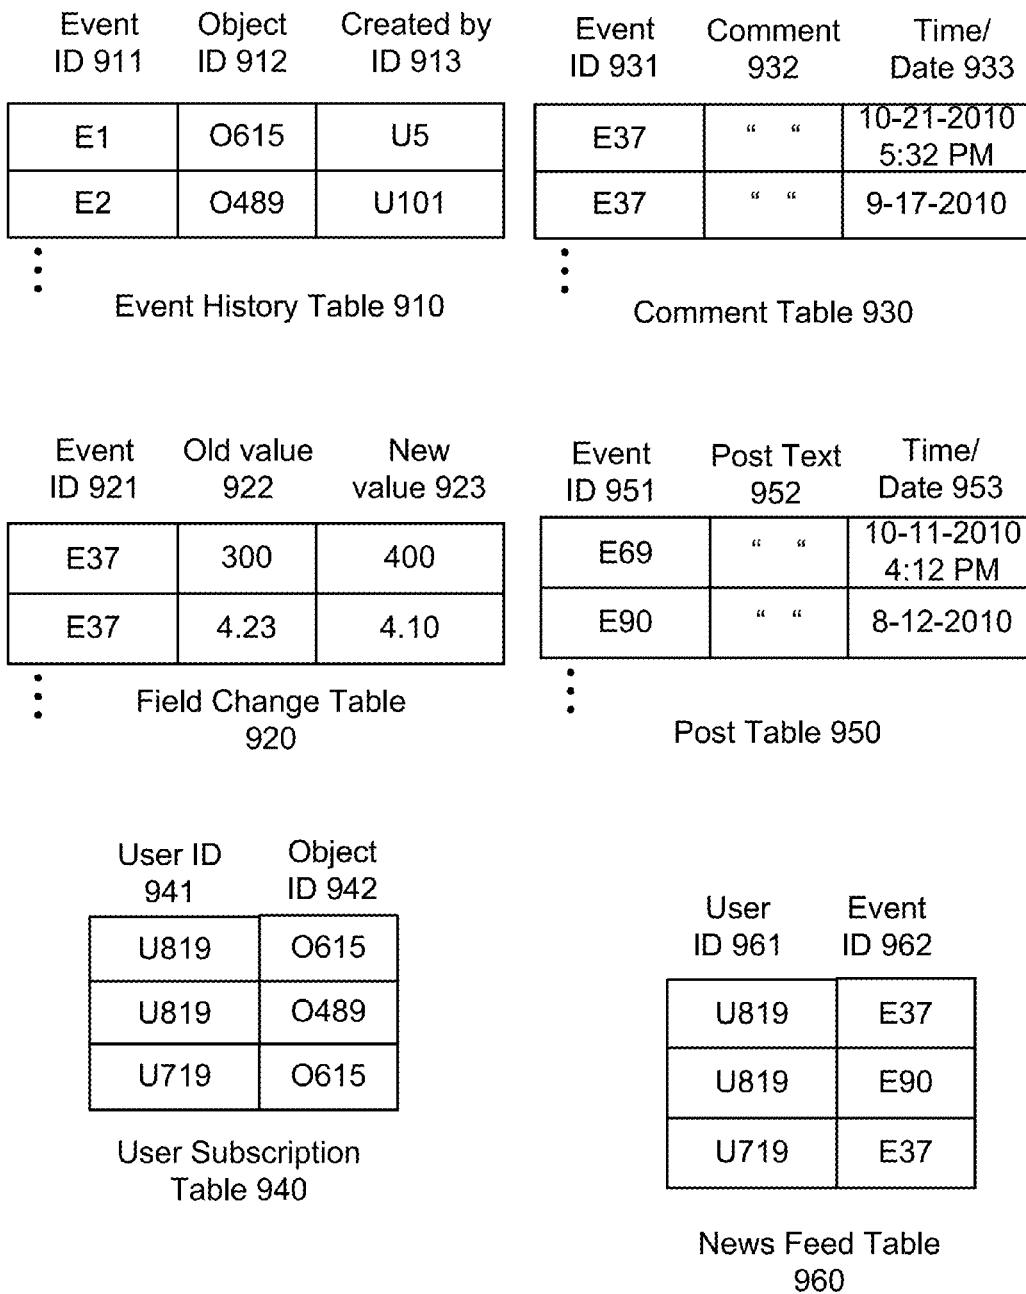 Event ID 911 Object ID 912 Created by ID 913
E1 O615 U5
E2 O489 U101
Event History Table 910
Event ID 931 Comment 932 Time/ Date 933
E37 “ “ 10-21-2010 5:32 PM
E37 “ “ 9-17-2010
Comment Table 930
Event ID 921 Old value 922 New value 923
E37 300 400
E37 4.23 4.10
Field Change Table 920
Event ID 951 Post Text 952 Time/ Date 953
E69 “ “ 10-11-2010 4:12 PM
E90 “ “ 8-12-2010
Post Table 950
User ID 941 Object ID 942
U819 O615
U819 O489
U719 O615
User Subscription Table 940
User ID 961 Event ID 962
U819 E37
U819 E90
U719 E37
News Feed Table 960